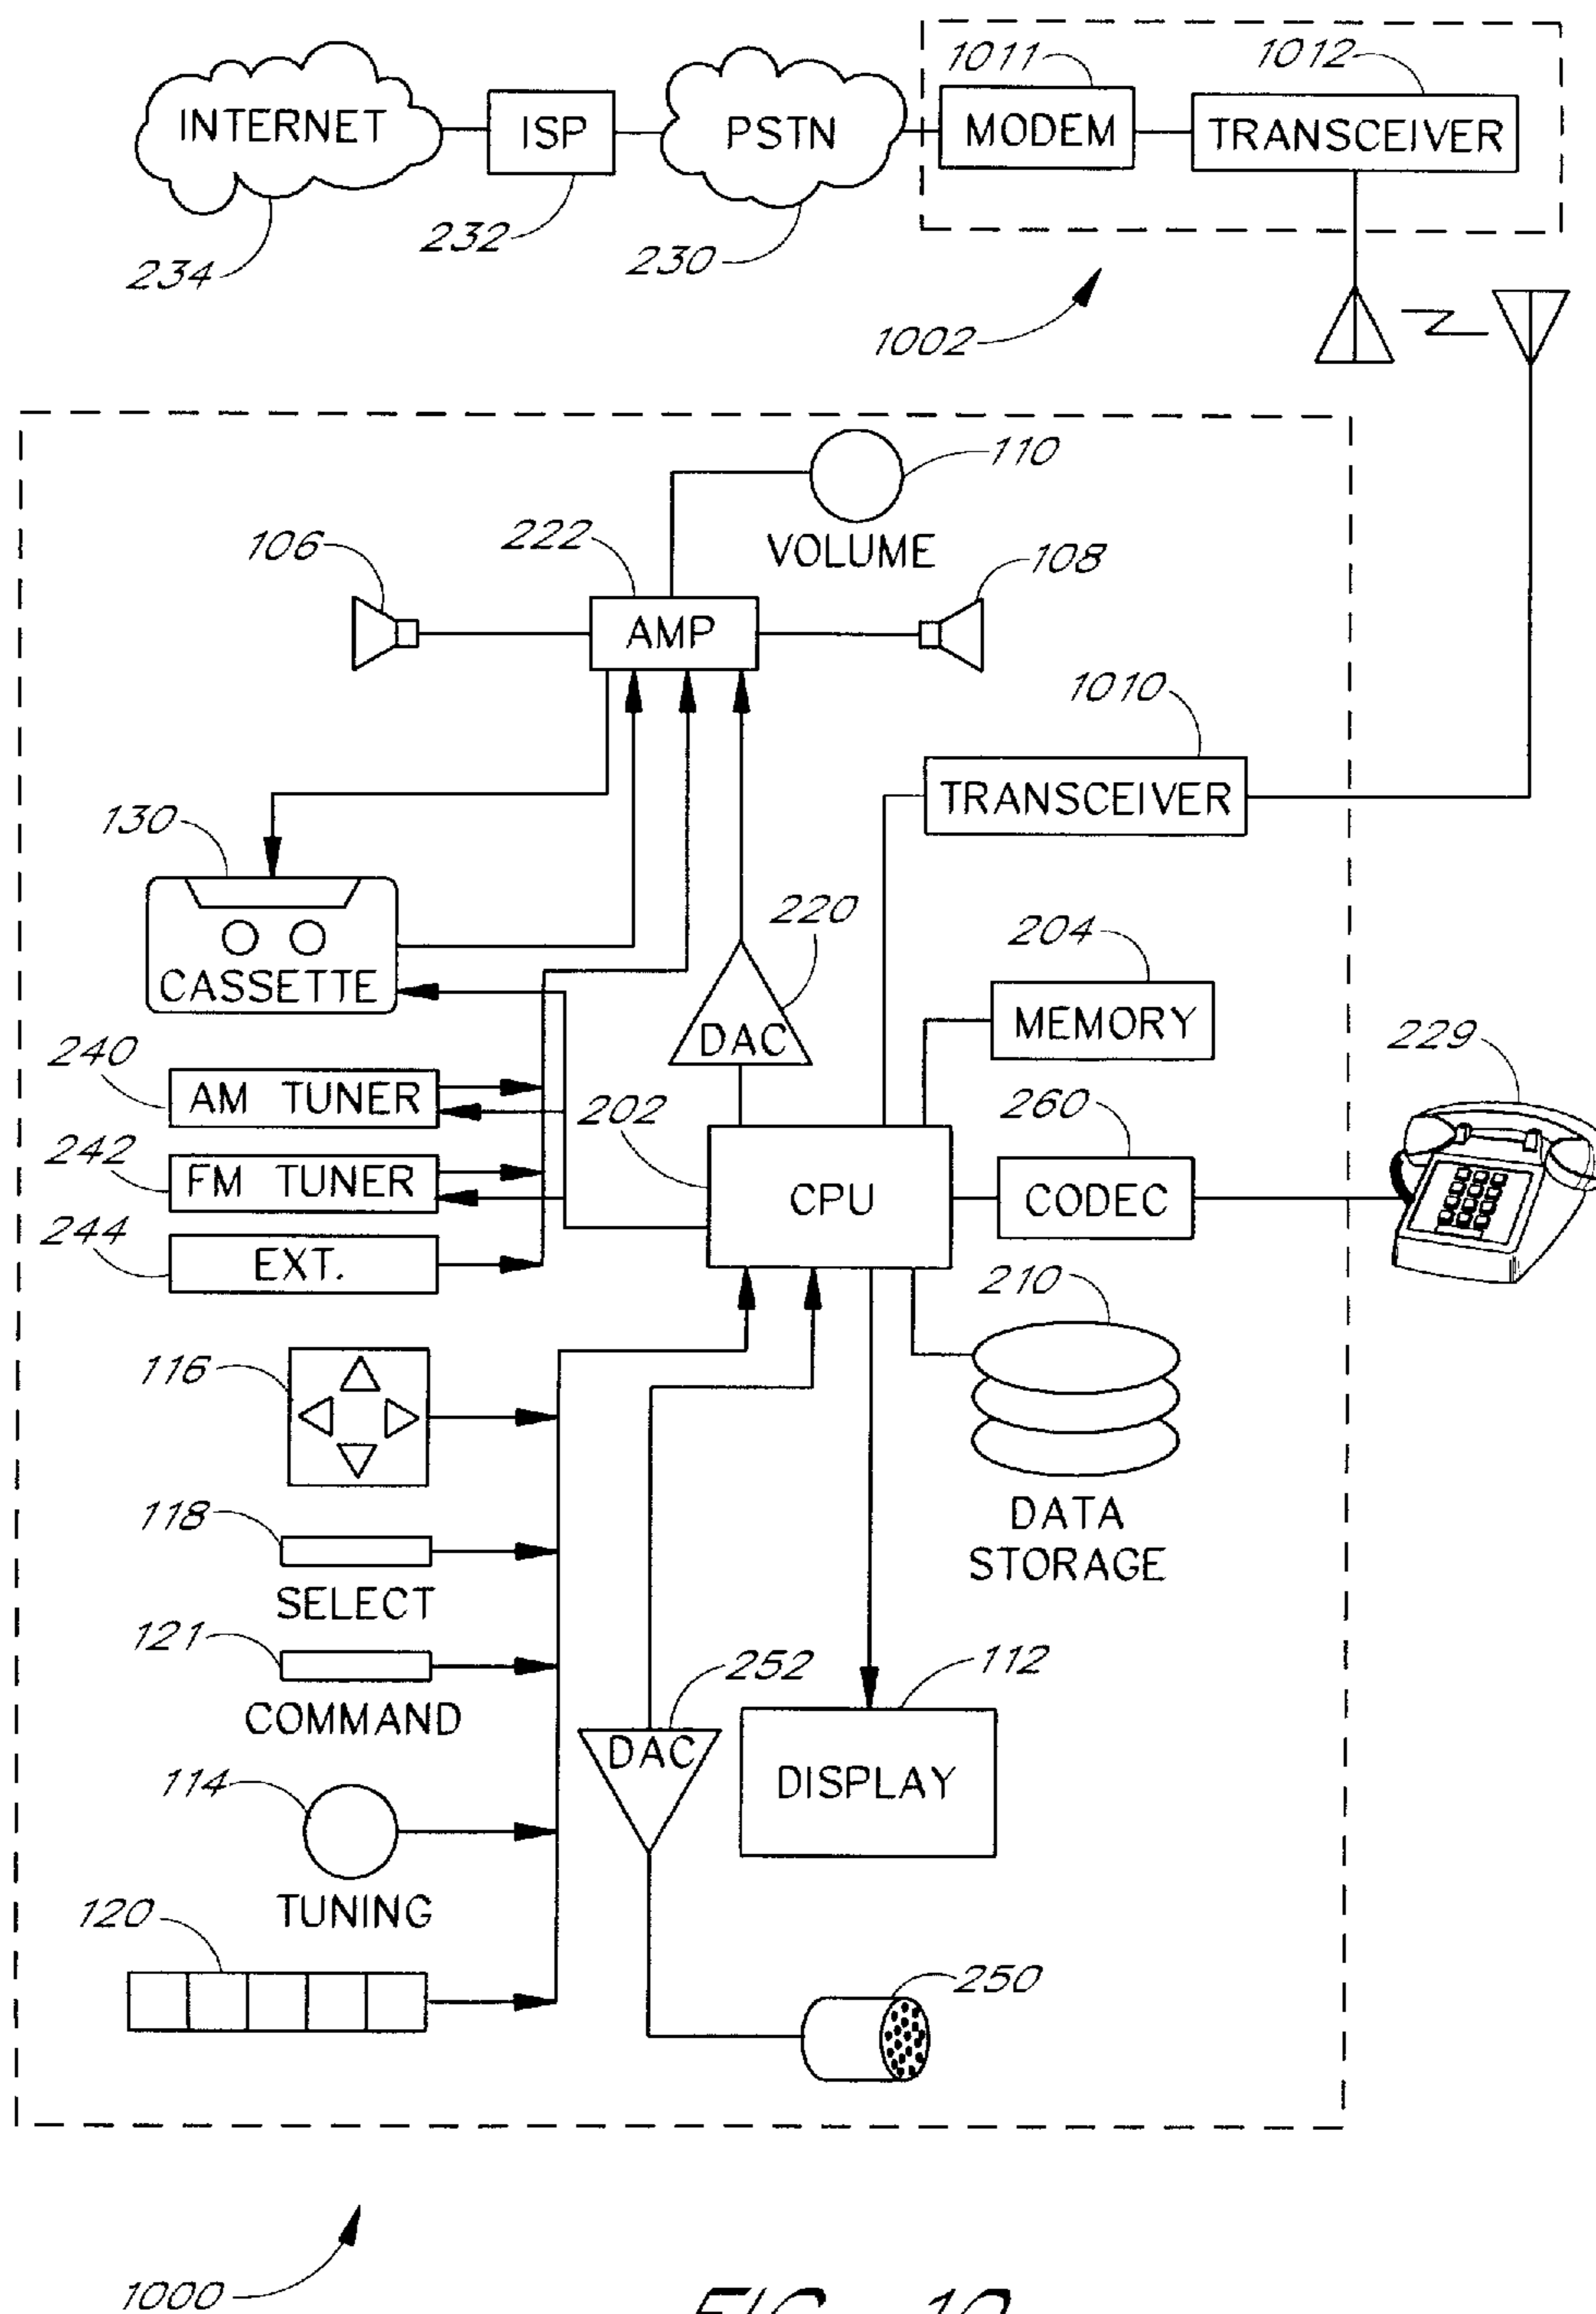 1011
1012
INTERNET
ISP
PSTN
MODEM
TRANSCEIVER
234
232
230
1002
110
106
222
VOLUME
108
AMP
1010
TRANSCEIVER
130
220
204
CASSETTE
DAC
MEMORY
229
240
AM TUNER
202
260
242
FM TUNER
CPU
CODEC
244
EXT.
210
116
118
DATA
STORAGE
SELECT
121
252
112
COMMAND
DAC
114
DISPLAY
TUNING
120
250
1000
FIG. 10